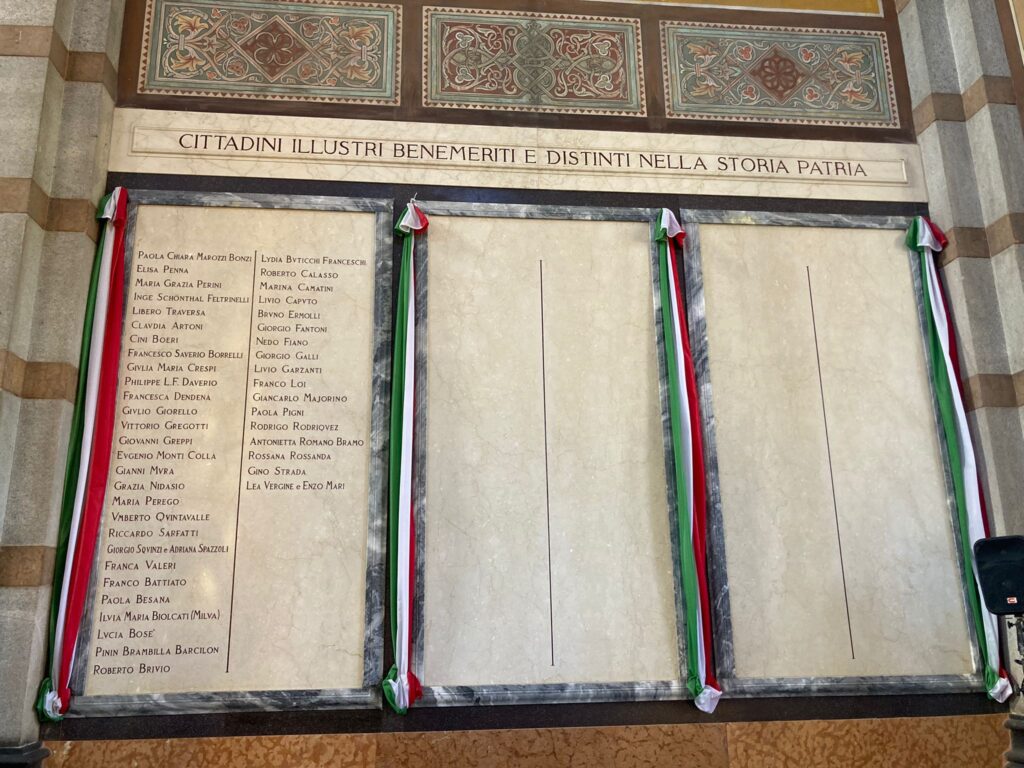 CITTADINI ILLUSTRI BENEMERITI E DISTINTI NELLA STORIA PATRIA
PAOLA CHIARA MAROZZI BONZI
ELISA PENNA
MARIA GRAZIA PERINI
INGE SCHÖNTHAL FELTRINELLI
LIBERO TRAVERSA
CLAVDIA ARTONI
CINI BOERI
FRANCESCO SAVERIO BORRELLI
GIVLIA MARIA CRESPI
PHILIPPE L.F. DAVERIO
FRANCESCA DENDENA
GIVLIO GIORELLO
VITTORIO GREGOTTI
GIOVANNI GREPPI
EVGENIO MONTI COLLA
GIANNI MVRA
GRAZIA NIDASIO
MARIA PEREGO
VMBERTO QVINTAVALLE
RICCARDO SARFATTI
GIORGIO SQVINZI e ADRIANA SPAZZOLI
FRANCA VALERI
FRANCO BATTIATO
PAOLA BESANA
ILVIA MARIA BIOLCATI (MILVA)
LVCIA BOSE'
PININ BRAMBILLA BARCILON
ROBERTO BRIVIO
LYDIA BVTICCHI FRANCESCHI
ROBERTO CALASSO
MARINA CAMATINI
LIVIO CAPVTO
BRVNO ERMOLLI
GIORGIO FANTONI
NEDO FIANO
GIORGIO GALLI
LIVIO GARZANTI
FRANCO LOI
GIANCARLO MAJORINO
PAOLA PIGNI
RODRIGO RODRIQVEZ
ANTONIETTA ROMANO BRAMO
ROSSANA ROSSANDA
GINO STRADA
LEA VERGINE e ENZO MARI